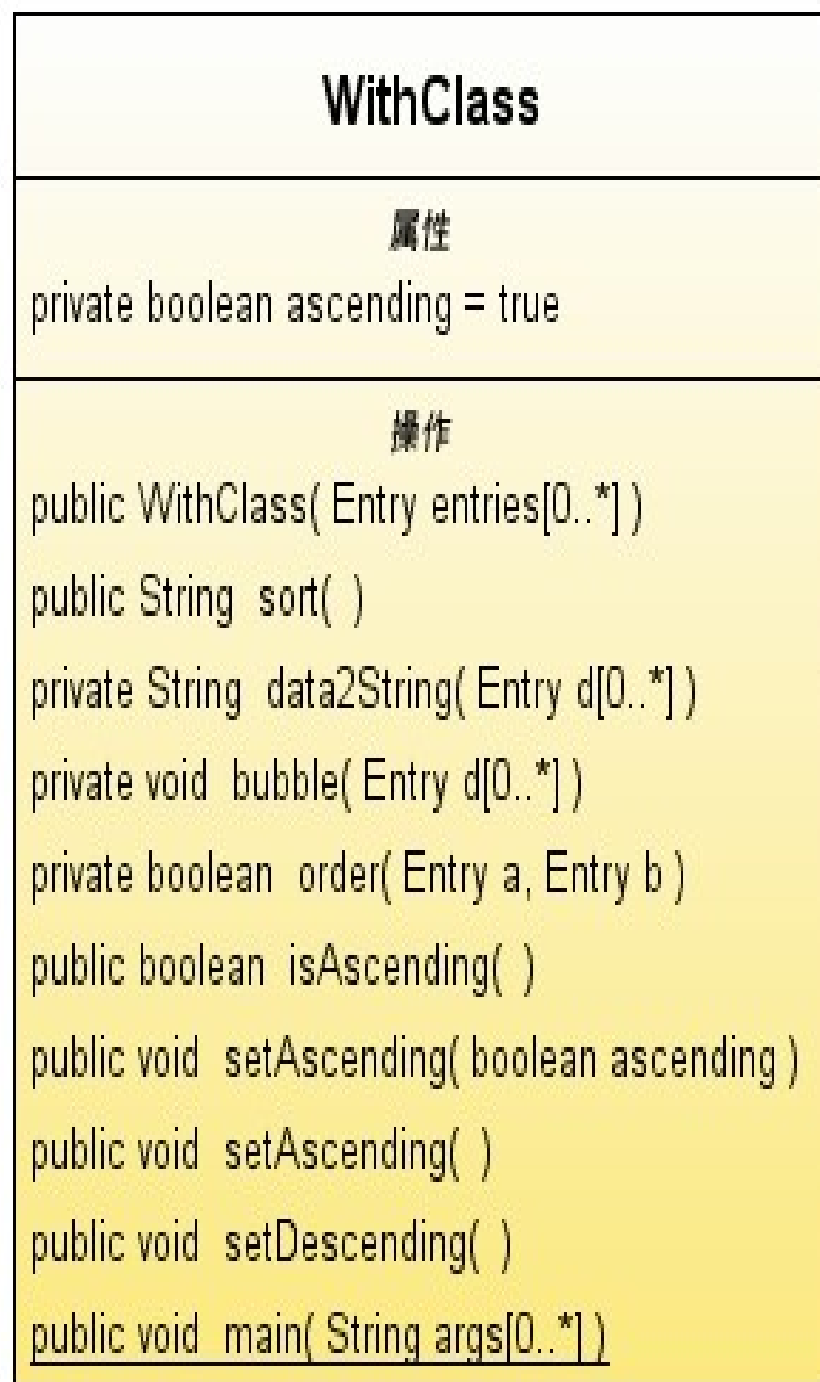 WithClass
属性
private boolean ascending = true
操作
public WithClass( Entry entries[0..*] )
public String  sort(  )
private String  data2String( Entry d[0..*] )
private void  bubble( Entry d[0..*] )
private boolean  order( Entry a, Entry b )
public boolean  isAscending(  )
public void  setAscending( boolean ascending )
public void  setAscending(  )
public void  setDescending(  )
public void  main( String args[0..*] )